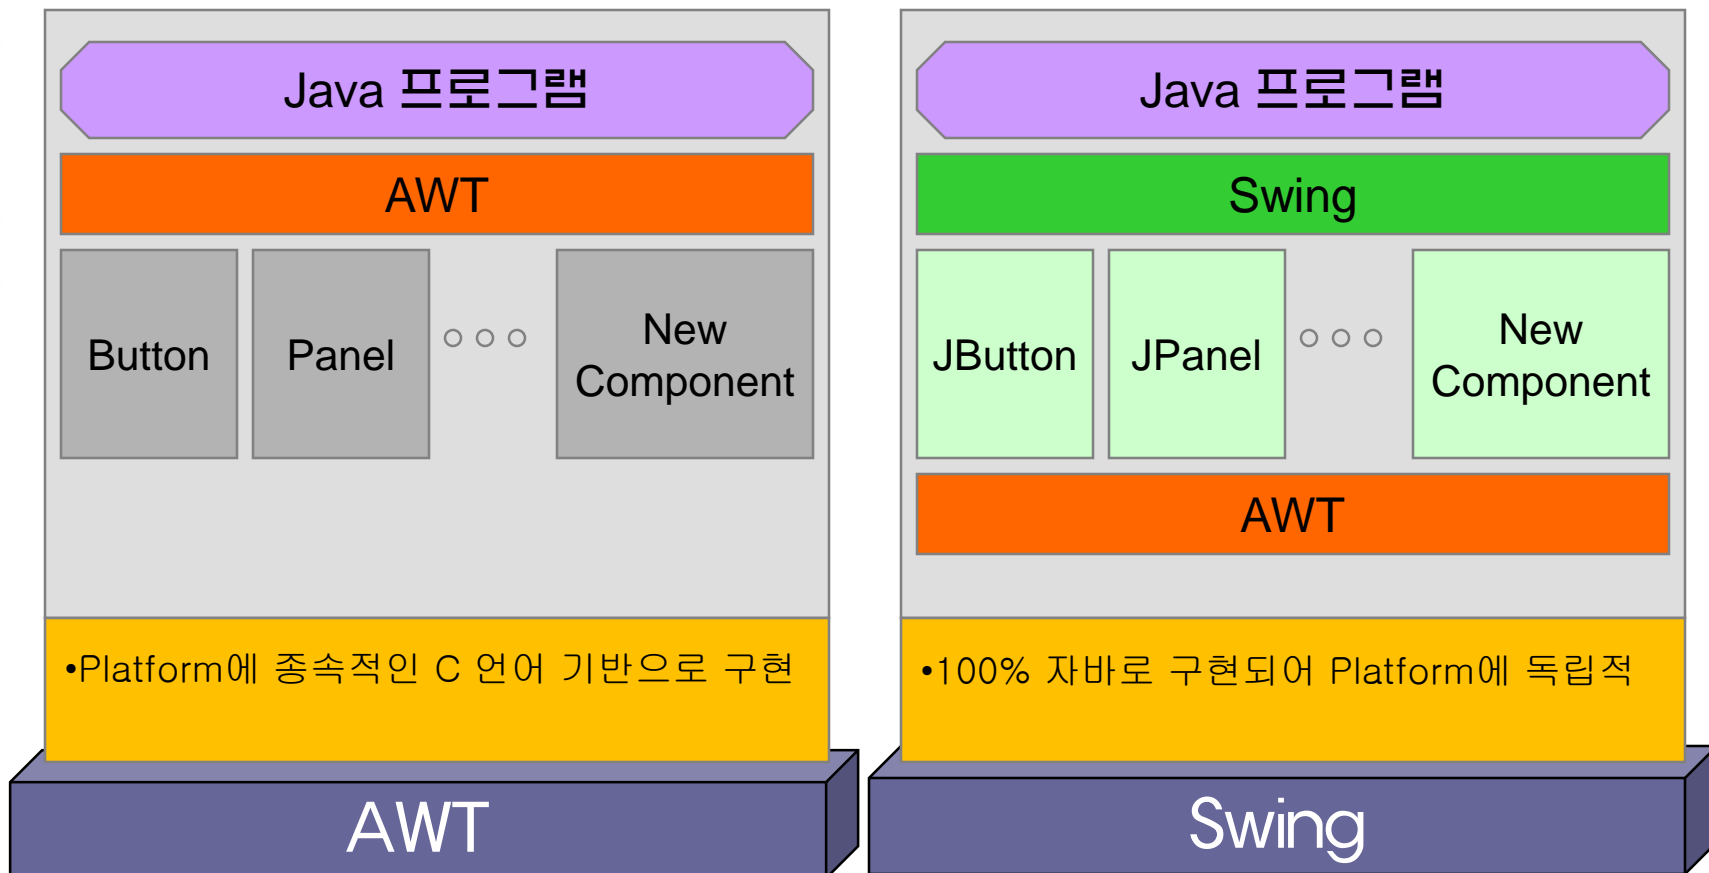 Java 프로그램
AWT
Button
Panel
New
Component
•Platform에 종속적인 C 언어 기반으로 구현
AWT
Java 프로그램
Swing
JButton
JPanel
New
Component
AWT
•100% 자바로 구현되어 Platform에 독립적
Swing